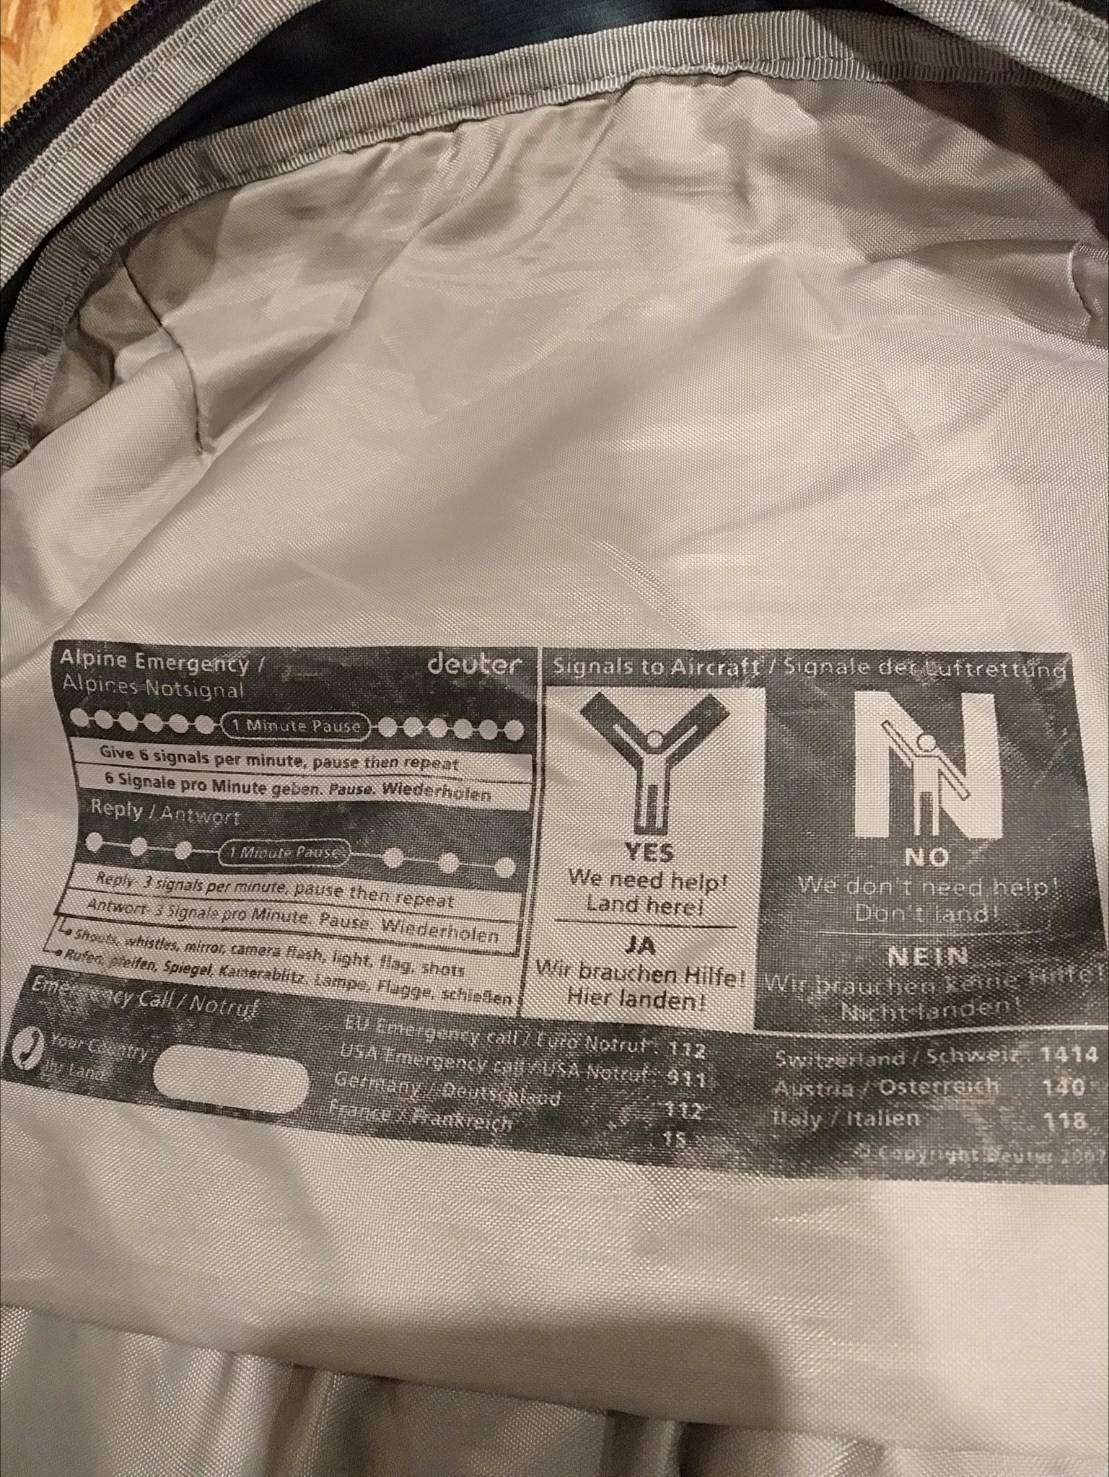 Alpine Emergency /
Alpines Notsignal
deuter
1 Minute Pause
Give 6 signals per minute, pause then repeat
6 Signale pro Minute geben. Pause. Wiederholen
Reply / Antwort
1 Minute Pause
Reply- 3 signals per minute, pause then repeat
Antwort- 3 Signale pro Minute. Pause. Wiederholen
Shouts, whistles, mirror, camera flash, light, flag, shots
Rufen, pfeifen, Spiegel, Kamerablitz, Lampe, Flagge, schießen
Signals to Aircraft / Signale der Luftrettung
Y
YES
We need help!
Land here!
JA
Wir brauchen Hilfe!
Hier landen!
N
NO
We don't need help!
Don't land!
NEIN
Wir brauchen keine Hilfe!
Nicht landen!
Emergency Call / Notruf
Your Country
Ihr Land
EU Emergency call / Euro Notruf : 112
USA Emergency call / USA Notruf : 911
Germany / Deutschland 112
France / Frankreich 15
Switzerland / Schweiz : 1414
Austria / Österreich 140
Italy / Italien 118
© Copyright Deuter 2007